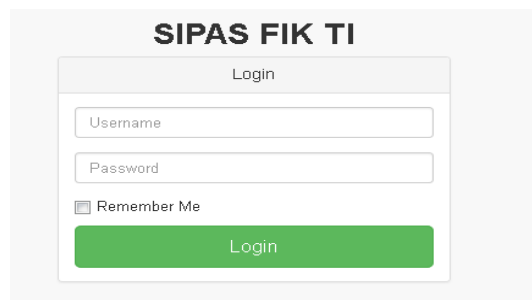 SIPAS FIK TI
Login
Username
Password
Remember Me
Login